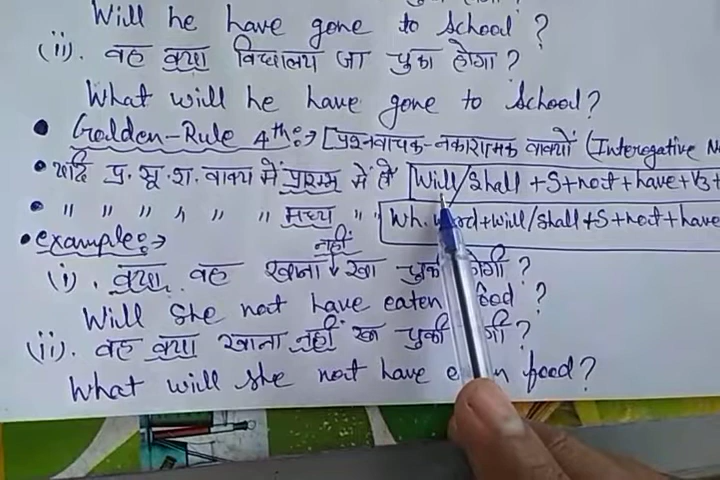 Will he have gone to School ?
(ii). वह क्या विद्यालय जा चुका होगा ?
What will he have gone to School?
• Golden-Rule 4th:→ [प्रश्नवाचक-नकारात्मक वाक्यों (Interogative N
• यदि प्र. सू. श. वाक्य में प्रारम्भ में हो Will/Shall +S+not+have+V3+
• " " " " " " मध्य " " Wh. word+will/shall+S+not+have
• example:→
(i). क्या वह खाना नहीं खा चुकी होगी ?
Will She not have eaten food ?
(ii). वह क्या खाना नहीं खा चुकी होगी ?
What will she not have eaten food?